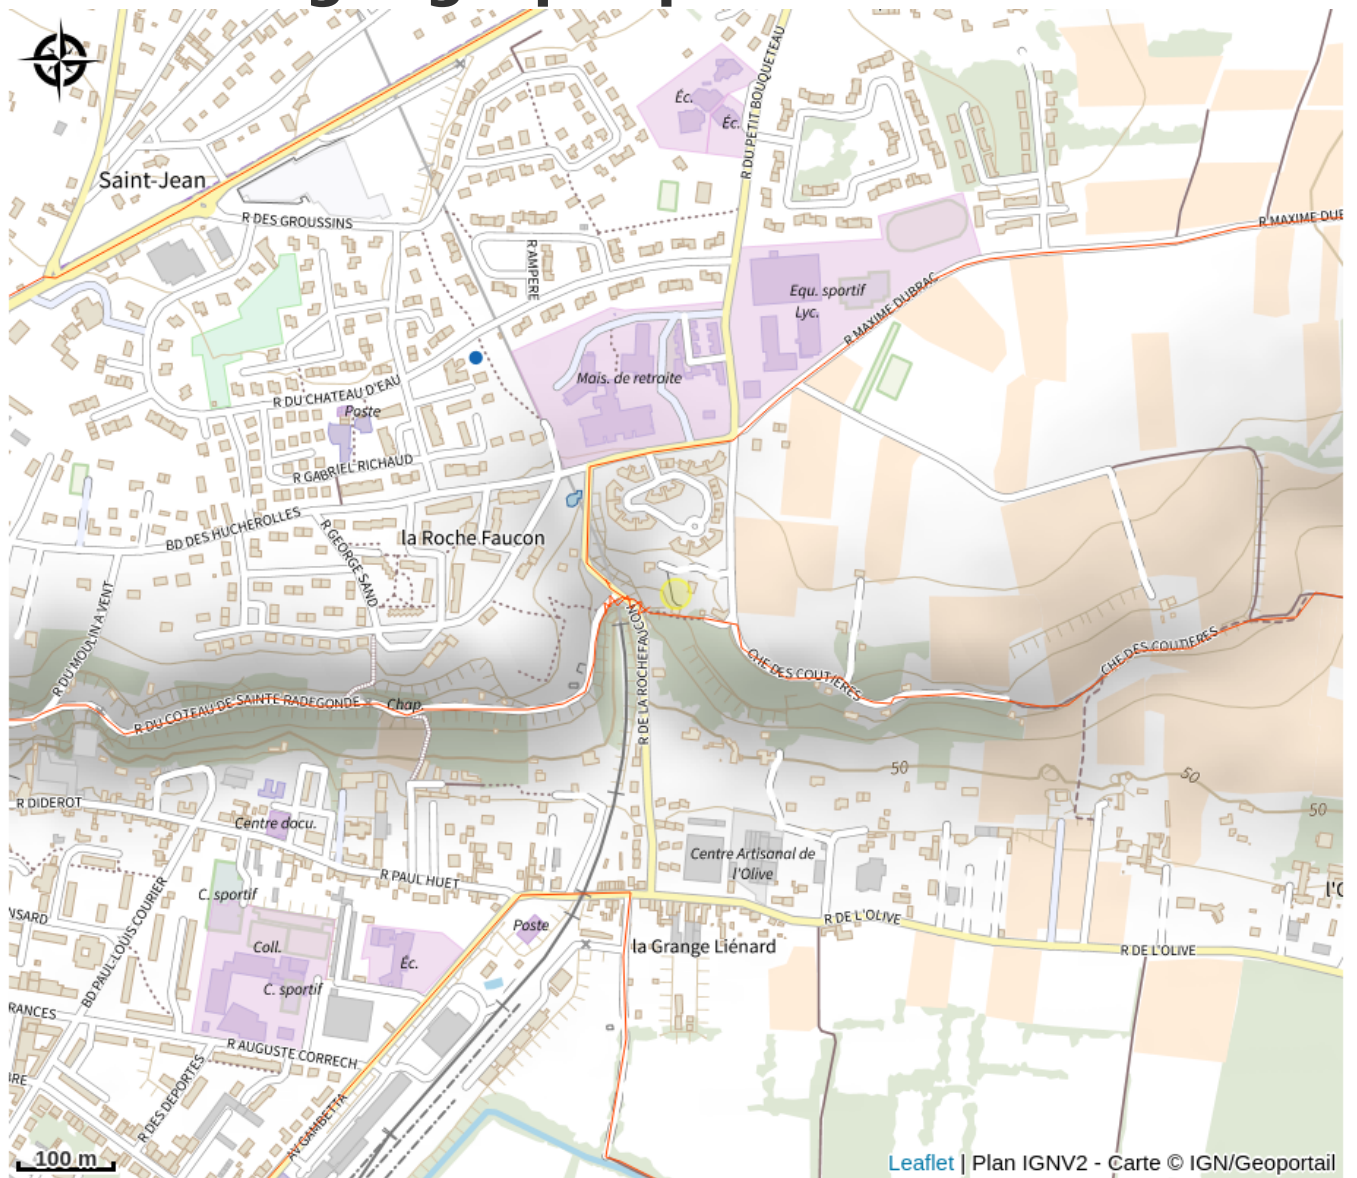 Éc.
Éc.
R DU PETIT BOUQUETEAU
Saint-Jean
R DES GROUSSINS
R MAXIME DUB
R AMPERE
Equ. sportif
Lyc.
R MAXIME DUBRAC
Mais. de retraite
R DU CHATEAU D'EAU
Poste
R GABRIEL RICHAUD
BD DES HUCHEROLLES
la Roche Faucon
R GEORGE SAND
R DU MOULIN A VENT
R DE LA ROCHEFAUCON
CHE DES COUTIERES
CHE DES COUTIERES
R DU COTEAU DE SAINTE RADEGONDE
Chap.
50
50
50
R DIDEROT
Centre docu.
Centre Artisanal de
l'Olive
R PAUL HUET
C. sportif
NSARD
BD PAUL-LOUIS COURIER
Poste
R DE L'OLIVE
la Grange Liénard
R DE L'OLIVE
Coll.
Éc.
C. sportif
RANCES
R AUGUSTE CORRECH
BRE
R DES DEPORTES
AV GAMBETTA
100 m
Leaflet | Plan IGNV2 - Carte © IGN/Geoportail